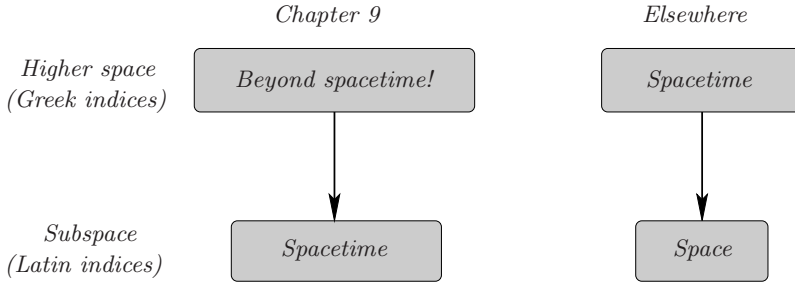 Chapter 9
Elsewhere
Higher space
(Greek indices)
Beyond spacetime!
Spacetime
Subspace
(Latin indices)
Spacetime
Space